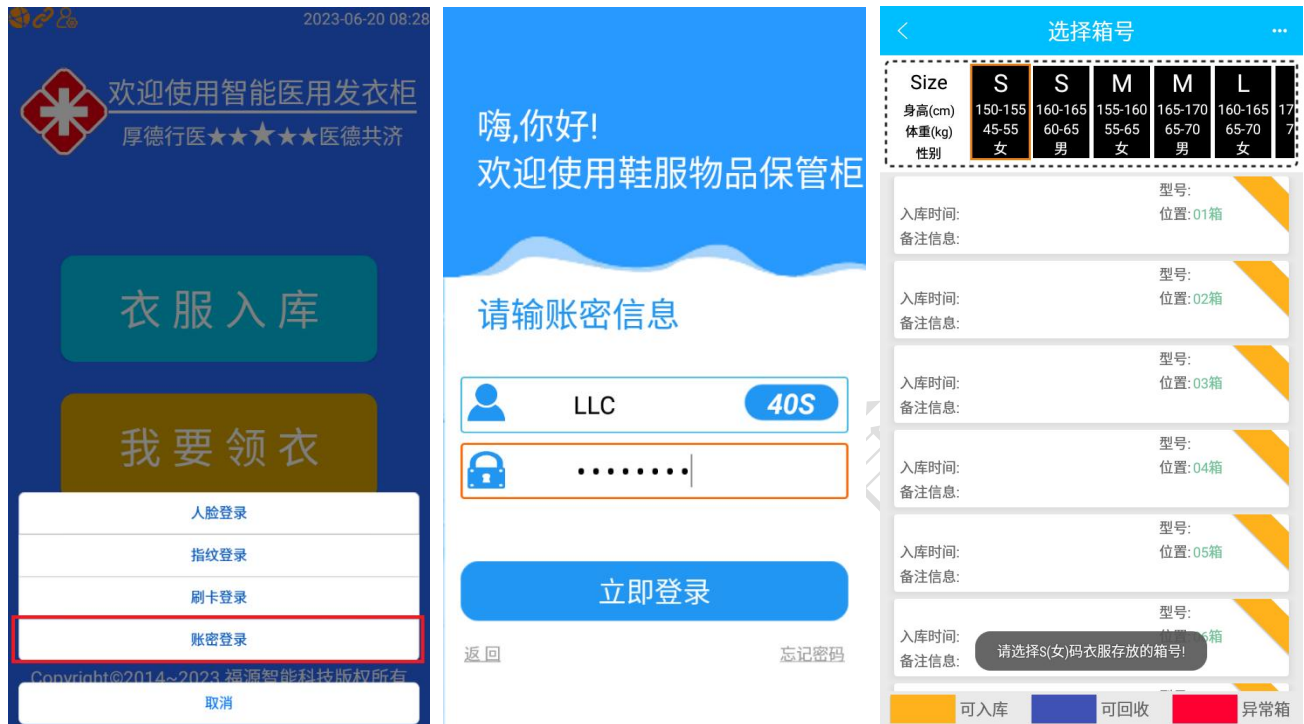 2023-06-20 08:28
欢迎使用智能医用发衣柜
厚德行医★★★★★医德共济
衣服入库
我要领衣
人脸登录
指纹登录
刷卡登录
账密登录
Copyright©2014~2023 福源智能科技版权所有
取消
嗨,你好!
欢迎使用鞋服物品保管柜
请输账密信息
LLC
40S
••••••••
立即登录
返回
忘记密码
选择箱号
Size S S M M L
身高(cm) 150-155 160-165 155-160 165-170 160-165 17
体重(kg) 45-55 60-65 55-65 65-70 65-70 7
性别 女 男 女 男 女
型号:
入库时间: 位置:01箱
备注信息:
型号:
入库时间: 位置:02箱
备注信息:
型号:
入库时间: 位置:03箱
备注信息:
型号:
入库时间: 位置:04箱
备注信息:
型号:
入库时间: 位置:05箱
备注信息:
型号:
入库时间: 位置:06箱
备注信息:
请选择S(女)码衣服存放的箱号!
可入库 可回收 异常箱